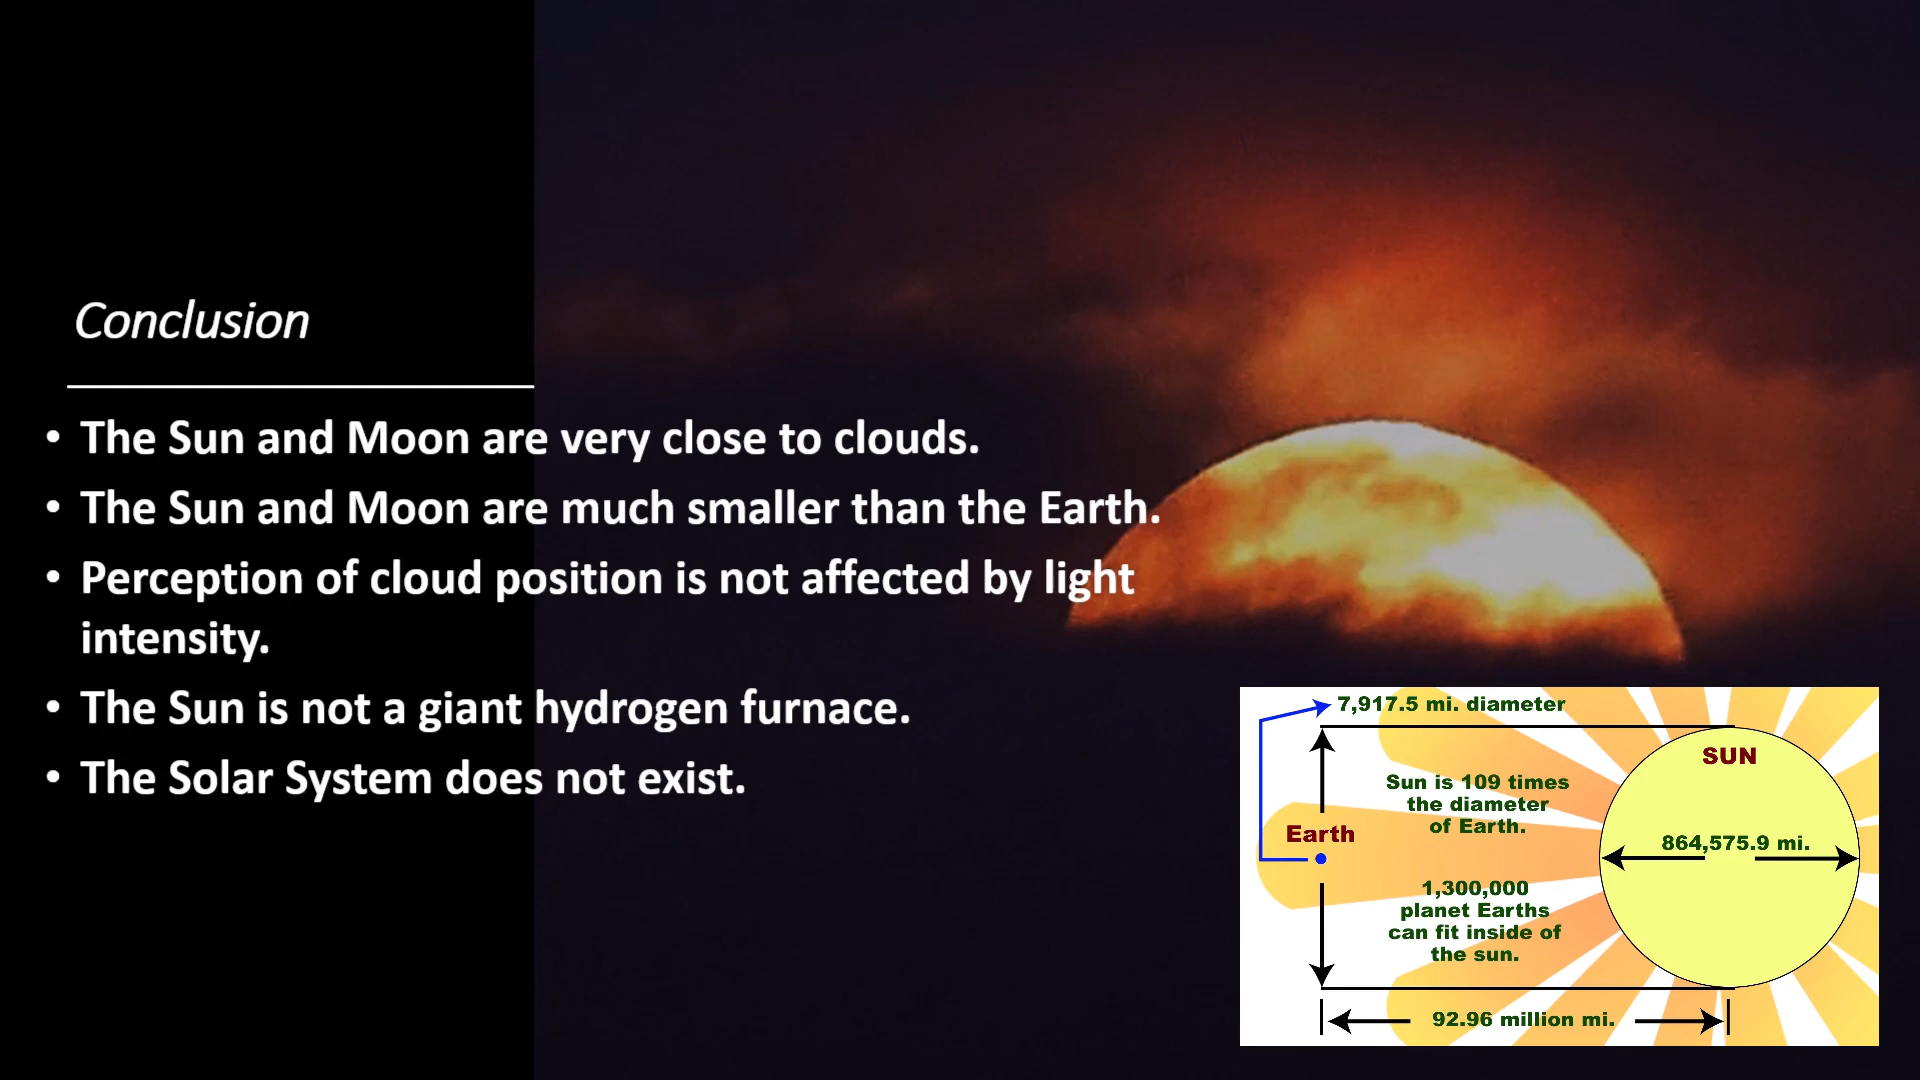 Conclusion
• The Sun and Moon are very close to clouds.
• The Sun and Moon are much smaller than the Earth.
• Perception of cloud position is not affected by light
intensity.
• The Sun is not a giant hydrogen furnace.
• The Solar System does not exist.
7,917.5 mi. diameter
SUN
Sun is 109 times
the diameter
of Earth.
Earth
864,575.9 mi.
1,300,000
planet Earths
can fit inside of
the sun.
92.96 million mi.